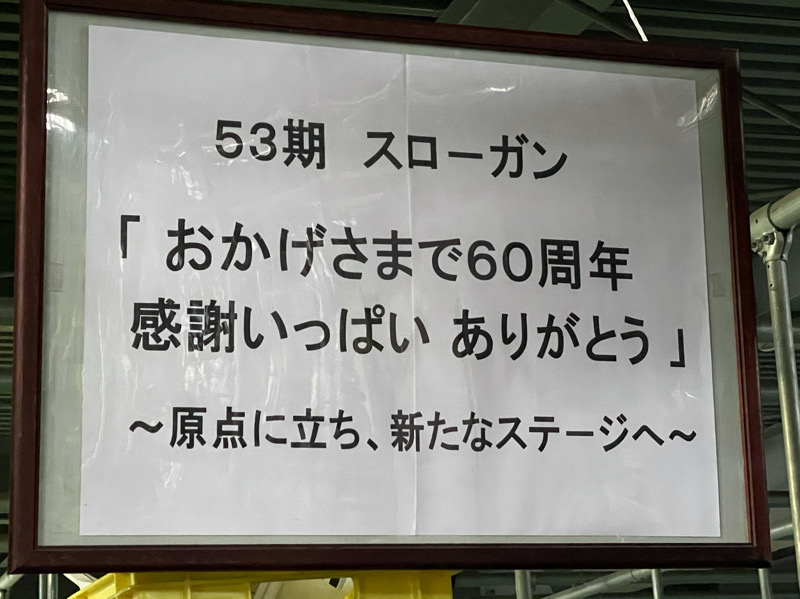 53期 スローガン
「 おかげさまで60周年
感謝いっぱい ありがとう 」
～原点に立ち、新たなステージへ～